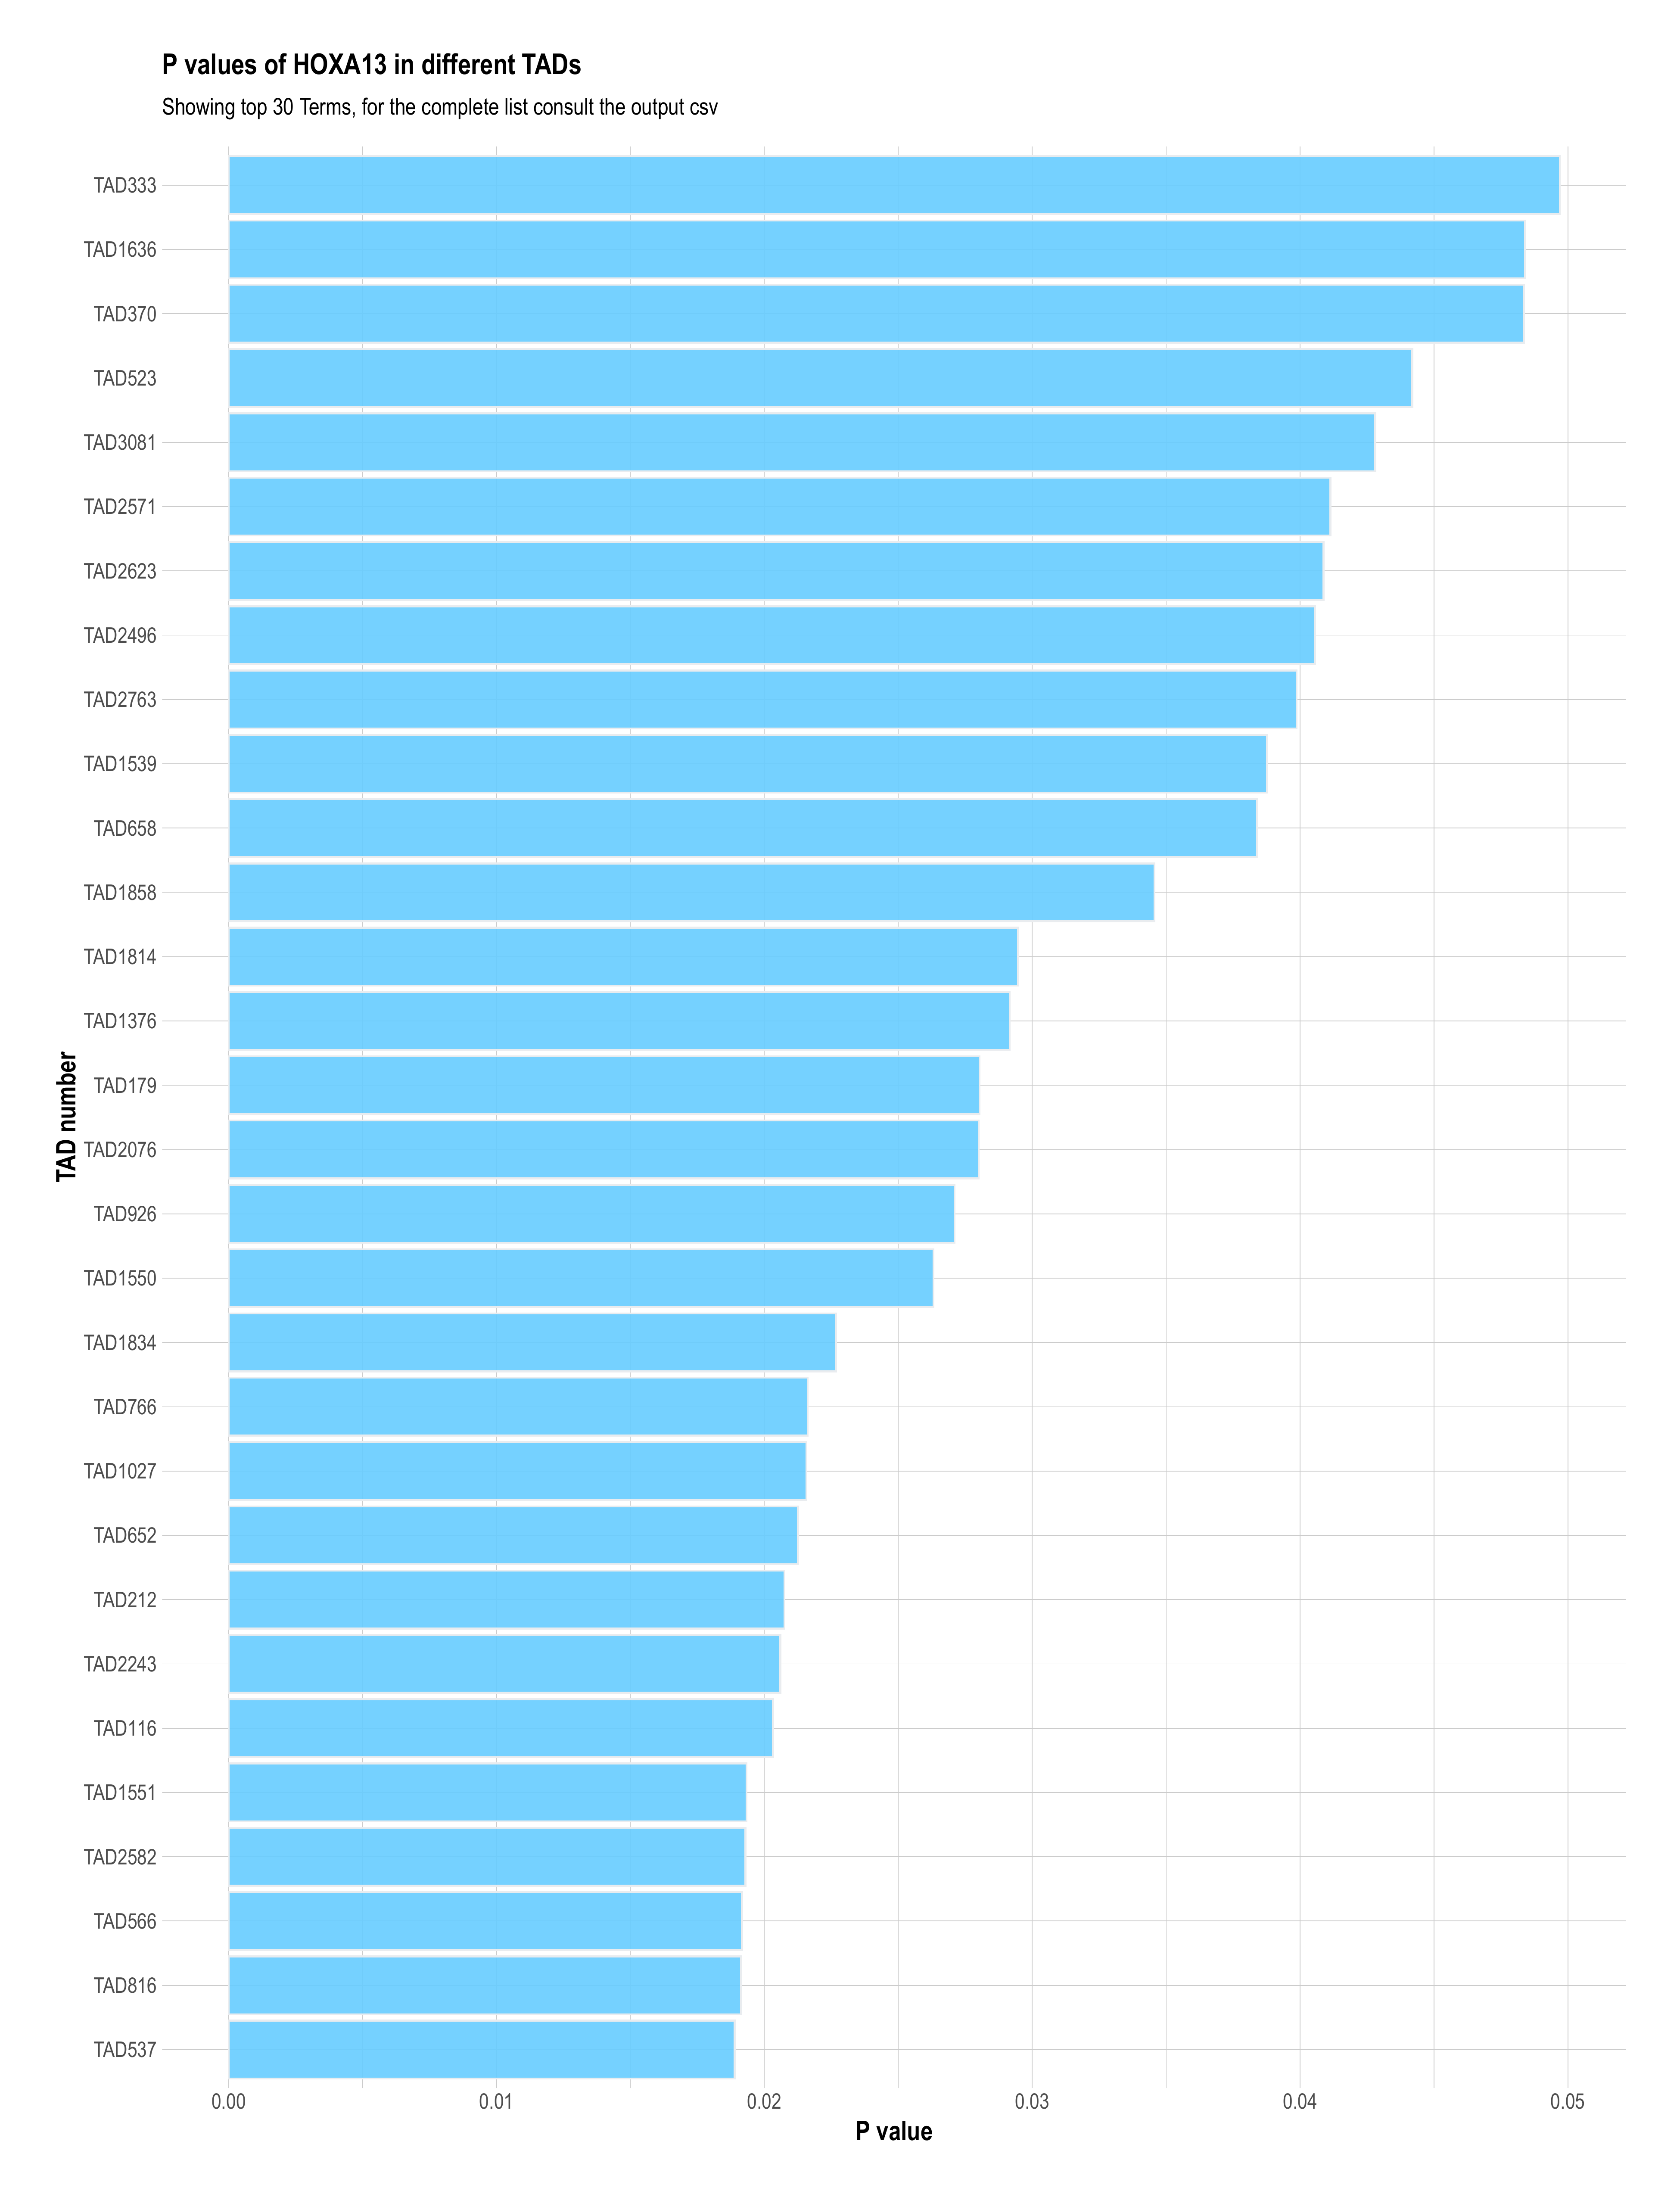 P values of HOXA13 in different TADs
Showing top 30 Terms, for the complete list consult the output csv
TAD number
TAD333
TAD1636
TAD370
TAD523
TAD3081
TAD2571
TAD2623
TAD2496
TAD2763
TAD1539
TAD658
TAD1858
TAD1814
TAD1376
TAD179
TAD2076
TAD926
TAD1550
TAD1834
TAD766
TAD1027
TAD652
TAD212
TAD2243
TAD116
TAD1551
TAD2582
TAD566
TAD816
TAD537
0.00 0.01 0.02 0.03 0.04 0.05
P value